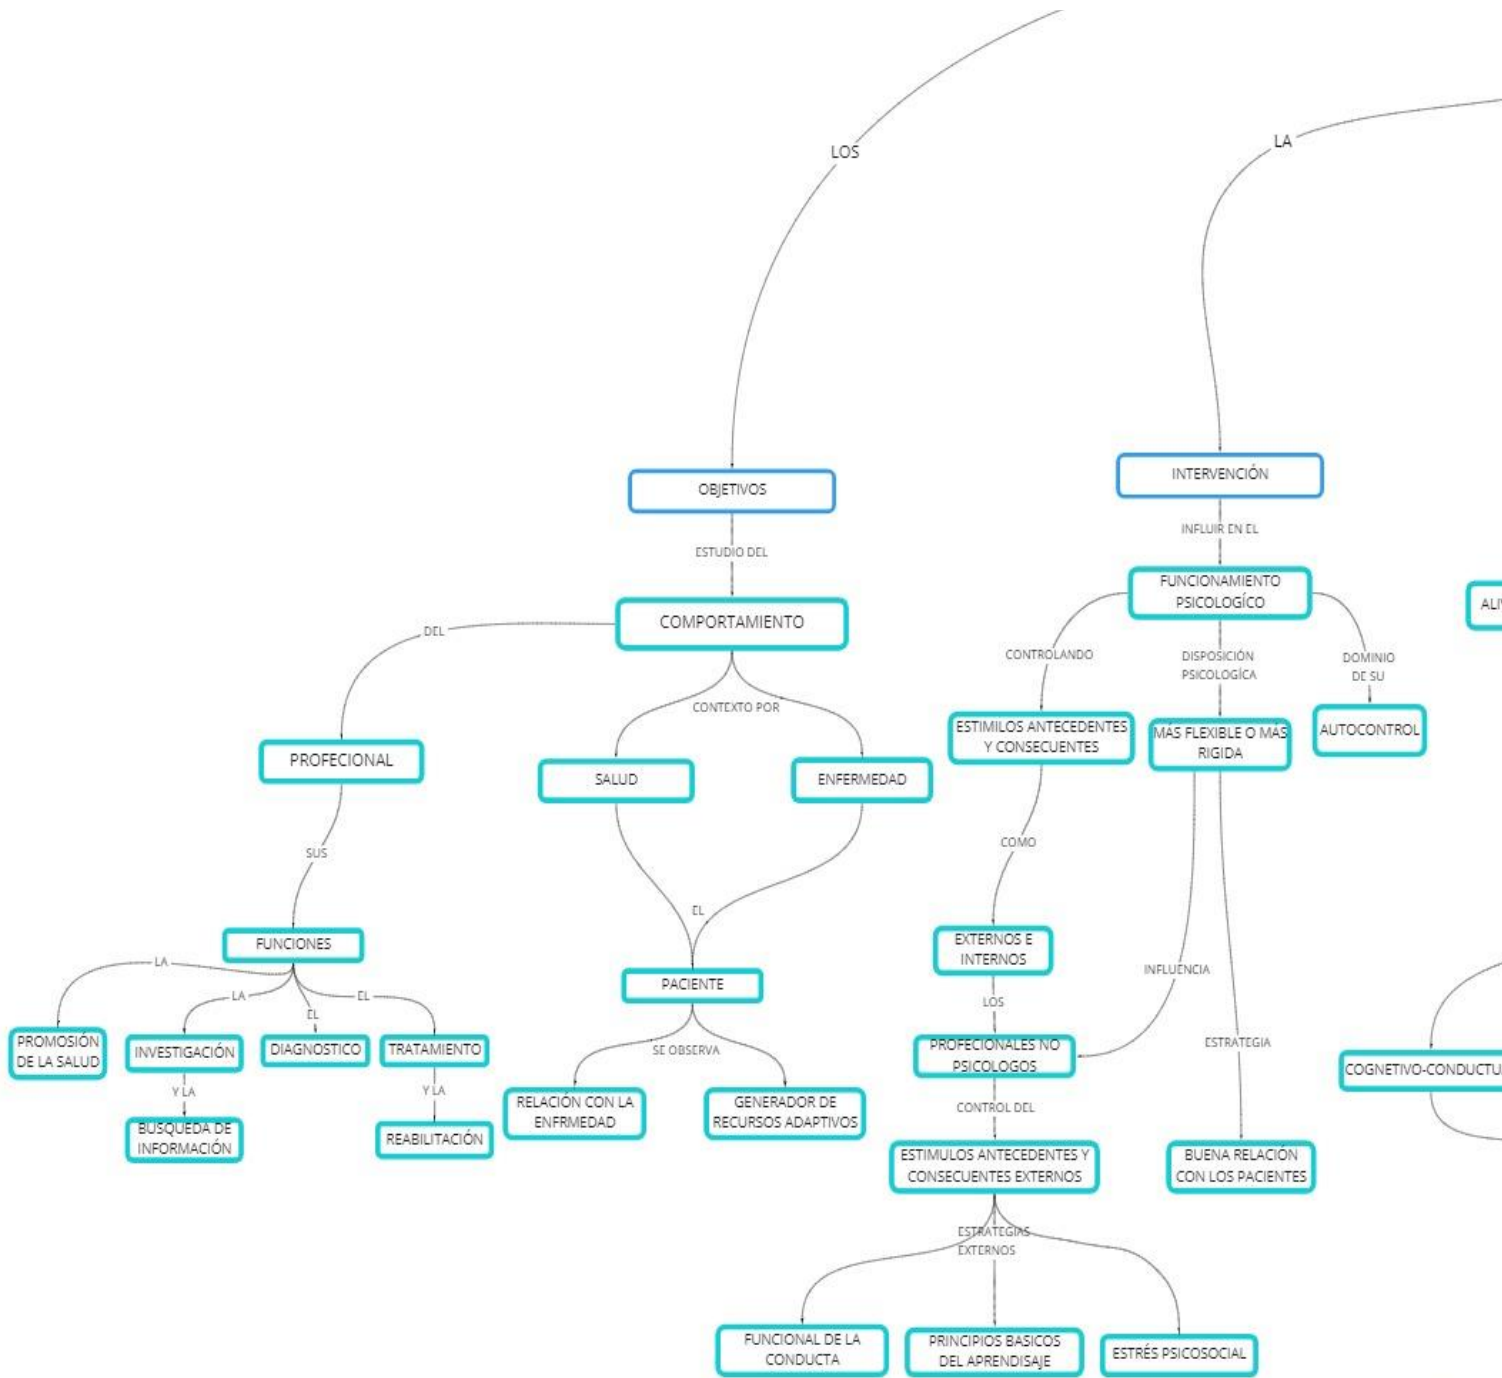 LOS
LA
OBJETIVOS
INTERVENCIÓN
ESTUDIO DEL
INFLUIR EN EL
COMPORTAMIENTO
FUNCIONAMIENTO
PSICOLOGÍCO
ALI
DEL
CONTEXTO POR
CONTROLANDO
DISPOSICIÓN
PSICOLOGÍCA
DOMINIO
DE SU
PROFECIONAL
SALUD
ENFERMEDAD
ESTIMILOS ANTECEDENTES
Y CONSECUENTES
MÁS FLEXIBLE O MÁS
RIGIDA
AUTOCONTROL
SUS
EL
COMO
FUNCIONES
PACIENTE
EXTERNOS E
INTERNOS
INFLUENCIA
LA
LA
EL
EL
LOS
PROMOSIÓN
DE LA SALUD
INVESTIGACIÓN
DIAGNOSTICO
TRATAMIENTO
SE OBSERVA
PROFECIONALES NO
PSICOLOGOS
ESTRATEGIA
COGNETIVO-CONDUCTU
Y LA
Y LA
BUSQUEDA DE
INFORMACIÓN
REABILITACIÓN
RELACIÓN CON LA
ENFRMEDAD
GENERADOR DE
RECURSOS ADAPTIVOS
CONTROL DEL
ESTIMULOS ANTECEDENTES Y
CONSECUENTES EXTERNOS
BUENA RELACIÓN
CON LOS PACIENTES
ESTRATEGIAS
EXTERNOS
FUNCIONAL DE LA
CONDUCTA
PRINCIPIOS BASICOS
DEL APRENDISAJE
ESTRÉS PSICOSOCIAL